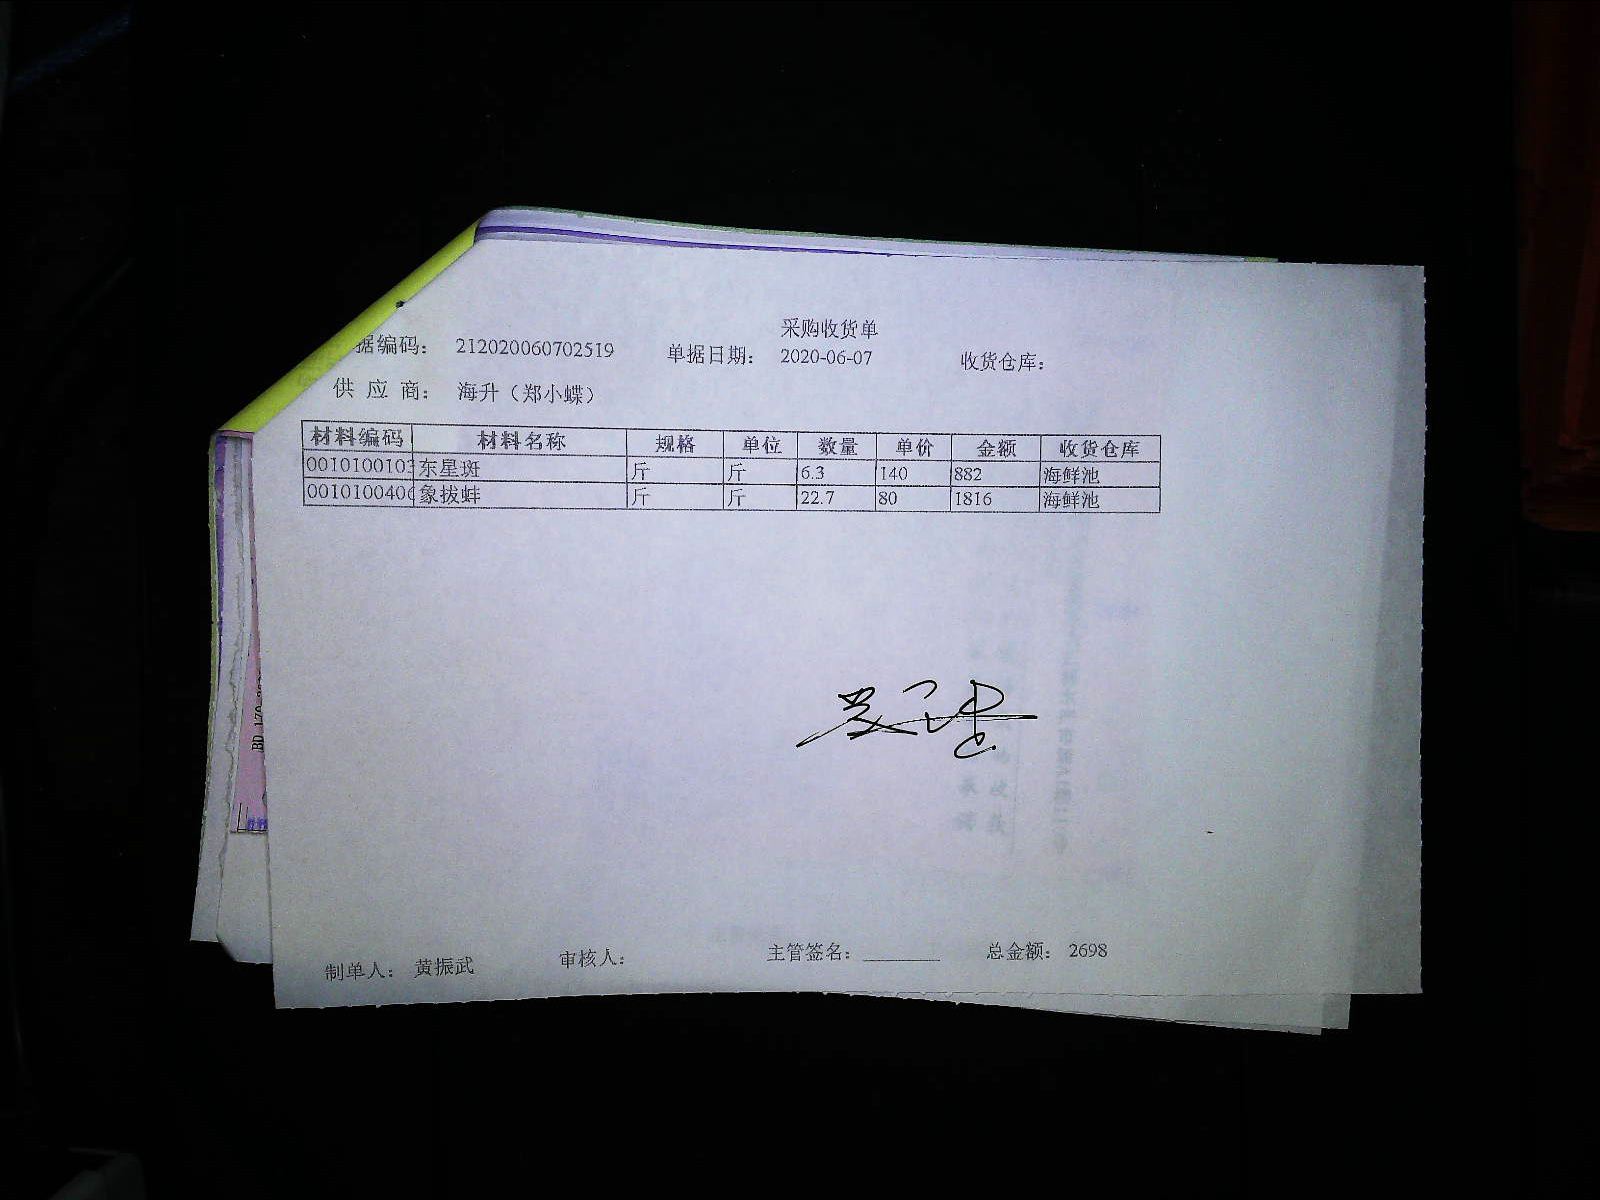 采购收货单
据编码： 212020060702519 单据日期： 2020-06-07 收货仓库：
供 应 商： 海升（郑小蝶）
材料编码 材料名称 规格 单位 数量 单价 金额 收货仓库
0010100103 东星斑 斤 斤 6.3 140 882 海鲜池
0010100406 象拔蚌 斤 斤 22.7 80 1816 海鲜池
制单人： 黄振武 审核人： 主管签名： 总金额： 2698